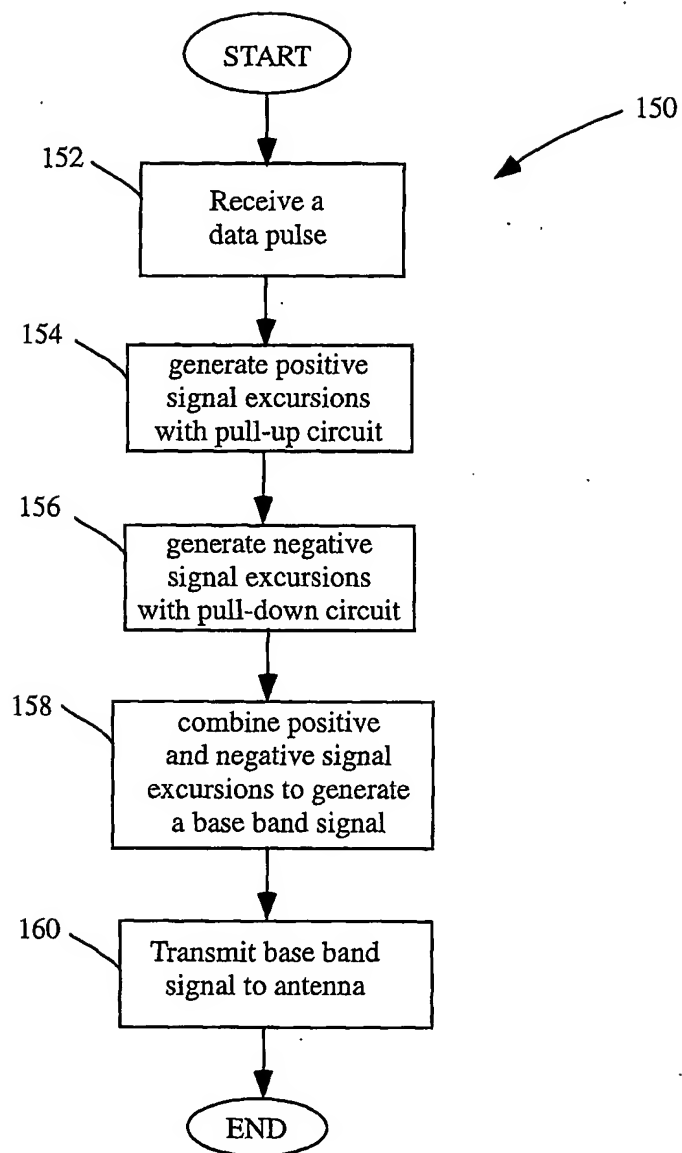 START
150
152
Receive a
data pulse
154
generate positive
signal excursions
with pull-up circuit
156
generate negative
signal excursions
with pull-down circuit
158
combine positive
and negative signal
excursions to generate
a base band signal
160
Transmit base band
signal to antenna
END